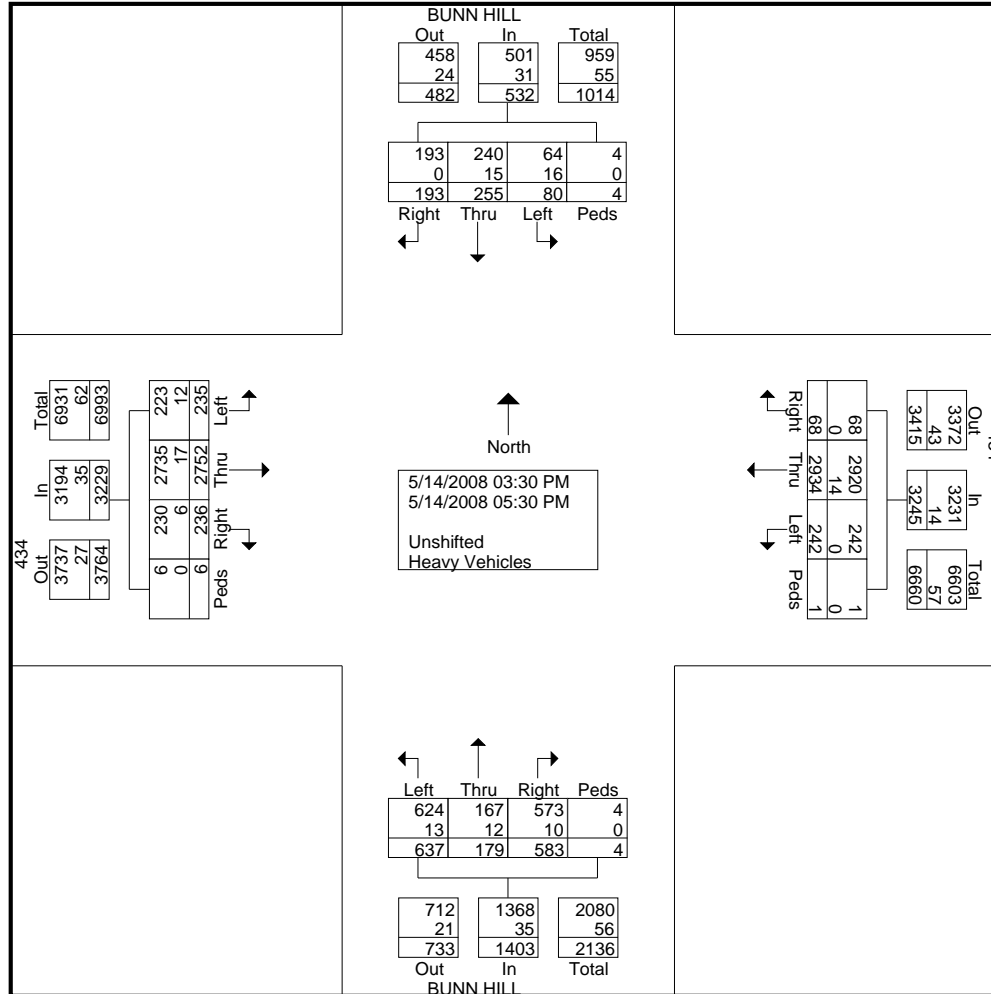 BUNN HILL
Out In Total
458 501 959
24 31 55
482 532 1014
193 240 64 4
0 15 16 0
193 255 80 4
Right Thru Left Peds
Total
6931
62
6993
In
3194
35
3229
434
Out
3737
27
3764
223 12 235 Left
2735 17 2752 Thru
230 6 236 Right
6 0 6 Peds
North
5/14/2008 03:30 PM
5/14/2008 05:30 PM
Unshifted
Heavy Vehicles
Right 68 0 68
Thru 2934 14 2920
Left 242 0 242
Peds 1 0 1
Out
3372
43
3415
In
3231
14
3245
Total
6603
57
6660
Left Thru Right Peds
624 167 573 4
13 12 10 0
637 179 583 4
712 1368 2080
21 35 56
733 1403 2136
Out In Total
BUNN HILL